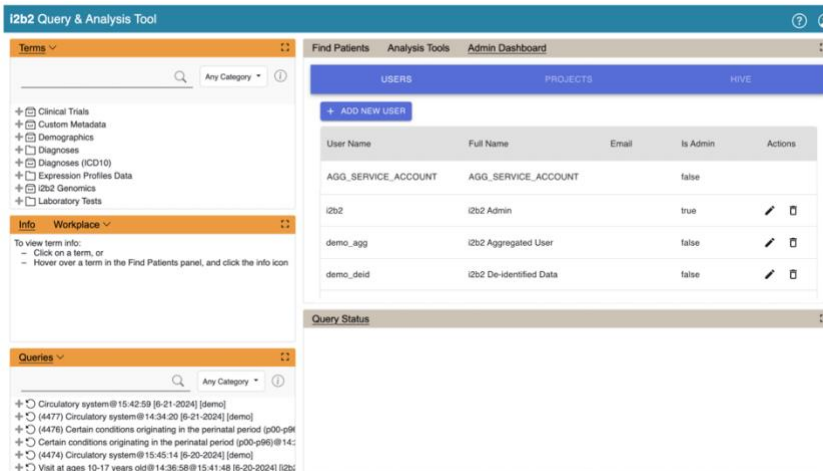 i2b2 Query & Analysis Tool
Terms
Any Category
Clinical Trials
Custom Metadata
Demographics
Diagnoses
Diagnoses (ICD10)
Expression Profiles Data
i2b2 Genomics
Laboratory Tests
Info Workplace
To view term info:
– Click on a term, or
– Hover over a term in the Find Patients panel, and click the info icon
Queries
Any Category
Circulatory system@15:42:59 [6-21-2024] [demo]
(4477) Circulatory system@14:34:20 [6-21-2024] [demo]
(4476) Certain conditions originating in the perinatal period (p00-p96
Certain conditions originating in the perinatal period (p00-p96)@14:
(4474) Circulatory system@15:45:14 [6-20-2024] [demo]
Visit at ages 10-17 years old@14:36:58@15:41:48 [6-20-2024] [i2b2
Find Patients Analysis Tools Admin Dashboard
USERS PROJECTS HIVE
+ ADD NEW USER
User Name Full Name Email Is Admin Actions
AGG_SERVICE_ACCOUNT AGG_SERVICE_ACCOUNT false
i2b2 i2b2 Admin true
demo_agg i2b2 Aggregated User false
demo_deid i2b2 De-identified Data false
Query Status